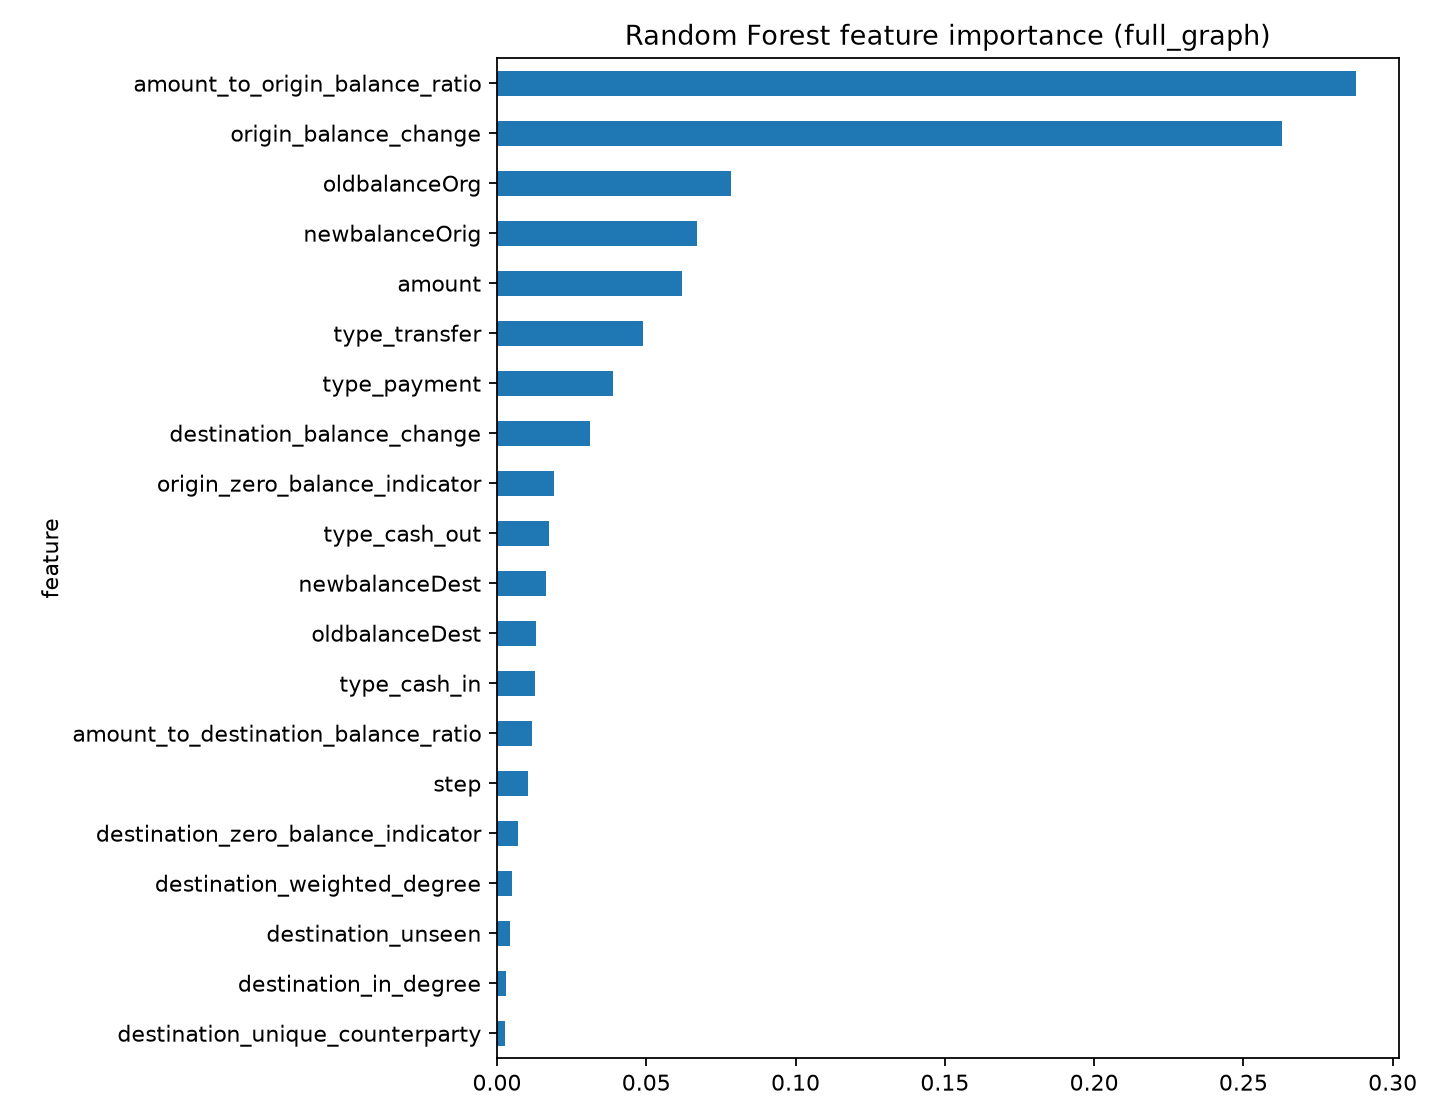 Random Forest feature importance (full_graph)
amount_to_origin_balance_ratio
origin_balance_change
oldbalanceOrg
newbalanceOrig
amount
type_transfer
type_payment
destination_balance_change
origin_zero_balance_indicator
type_cash_out
newbalanceDest
oldbalanceDest
type_cash_in
amount_to_destination_balance_ratio
step
destination_zero_balance_indicator
destination_weighted_degree
destination_unseen
destination_in_degree
destination_unique_counterparty
feature
0.00 0.05 0.10 0.15 0.20 0.25 0.30